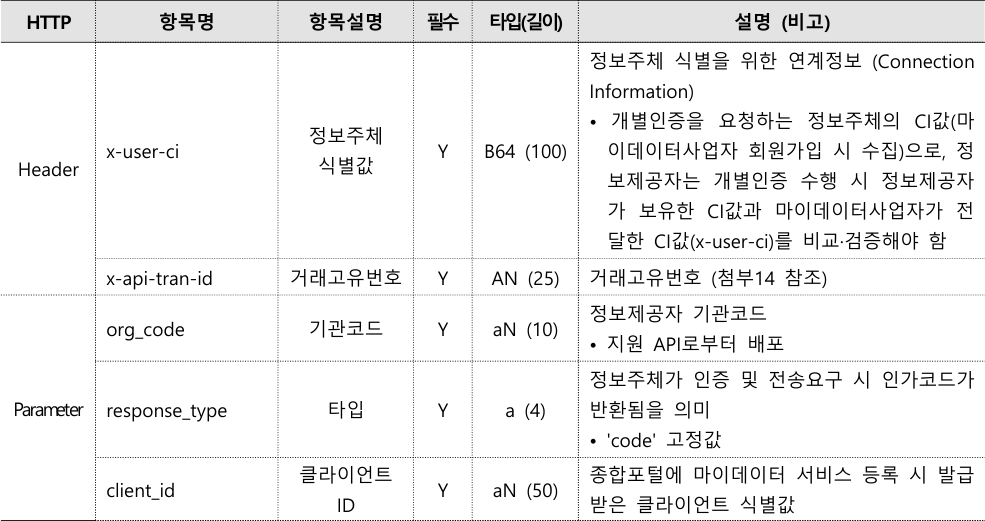 HTTP 항목명 항목설명 필수 타입(길이) 설명 (비고)
Header
x-user-ci
정보주체
식별값
Y
B64 (100)
정보주체 식별을 위한 연계정보 (Connection
Information)
• 개별인증을 요청하는 정보주체의 CI값(마
이데이터사업자 회원가입 시 수집)으로, 정
보제공자는 개별인증 수행 시 정보제공자
가 보유한 CI값과 마이데이터사업자가 전
달한 CI값(x-user-ci)를 비교·검증해야 함
x-api-tran-id 거래고유번호 Y AN (25) 거래고유번호 (첨부14 참조)
Parameter
org_code 기관코드 Y aN (10)
정보제공자 기관코드
• 지원 API로부터 배포
response_type 타입 Y a (4)
정보주체가 인증 및 전송요구 시 인가코드가
반환됨을 의미
• 'code' 고정값
client_id
클라이언트
ID
Y
aN (50)
종합포털에 마이데이터 서비스 등록 시 발급
받은 클라이언트 식별값